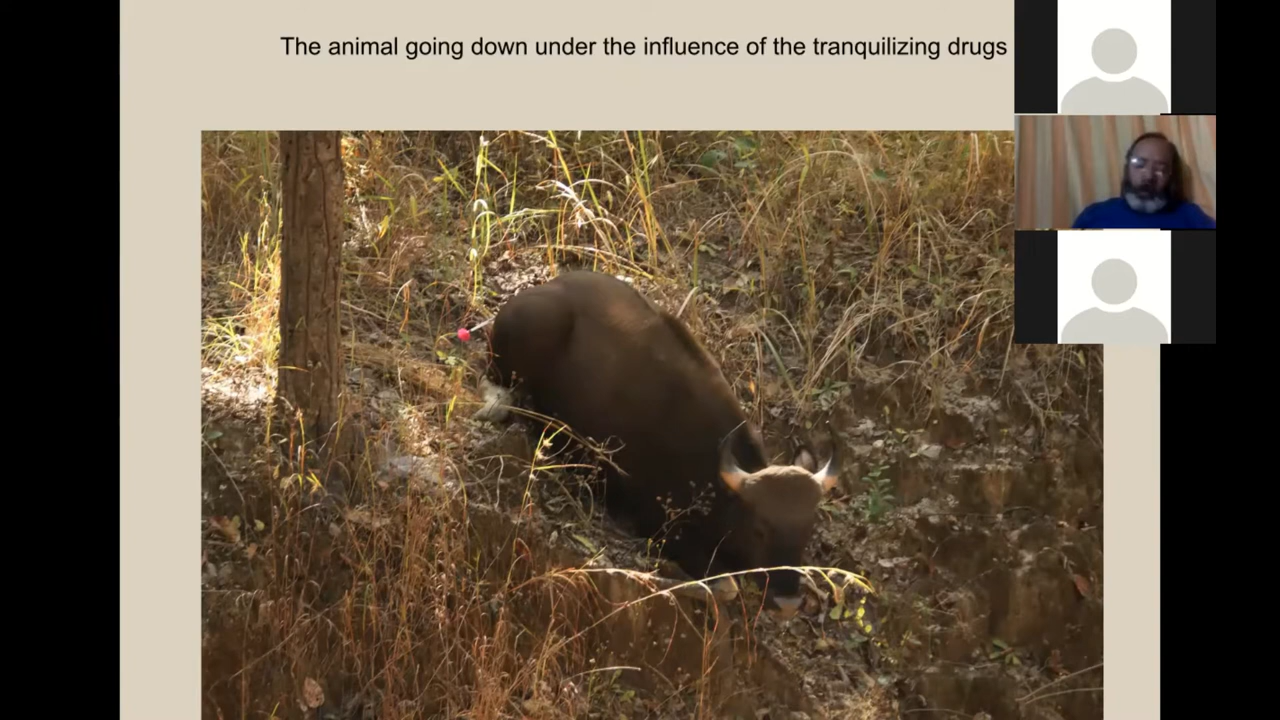 The animal going down under the influence of the tranquilizing drugs